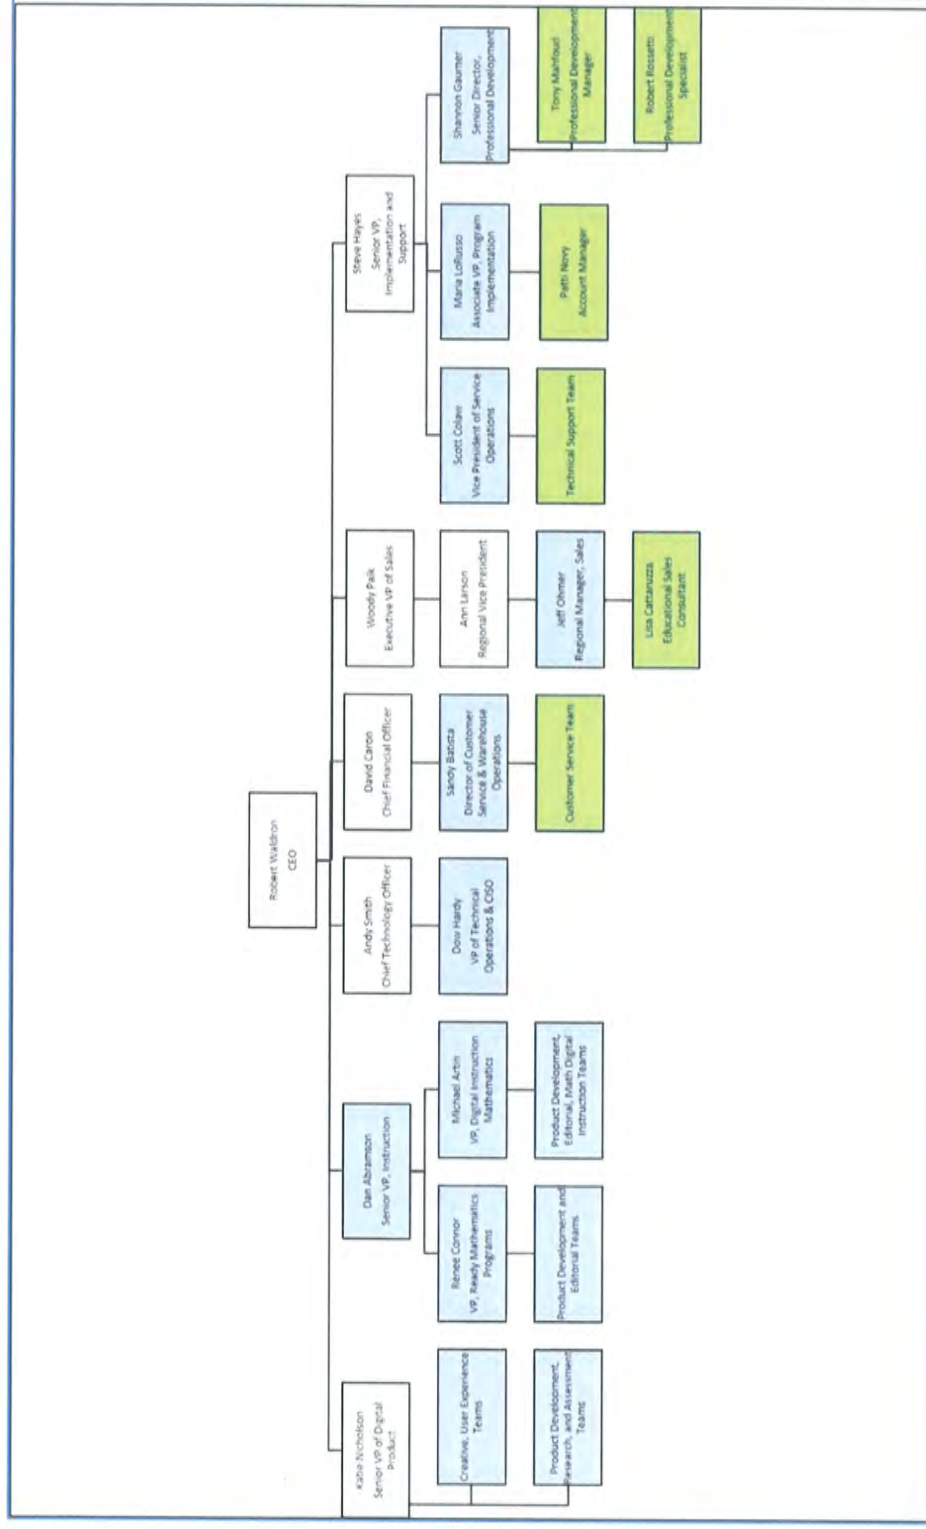 Robert Waldron
CEO
Katie Nicholson
Senior VP of Digital
Product
Creative, User Experience
Teams
Product Development,
Research, and Assessment
Teams
Dan Abramson
Senior VP, Instruction
Renee Connor
VP, Ready Mathematics
Programs
Product Development and
Editorial Teams
Michael Artin
VP, Digital Instruction
Mathematics
Product Development,
Editorial, Math Digital
Instruction Teams
Andy Smith
Chief Technology Officer
Dow Hardy
VP of Technical
Operations & CISO
David Caron
Chief Financial Officer
Sandy Batista
Director of Customer
Service & Warehouse
Operations
Customer Service Team
Woody Paik
Executive VP of Sales
Ann Larson
Regional Vice President
Jeff Ohmer
Regional Manager, Sales
Lisa Cattaruzza
Educational Sales
Consultant
Steve Hayes
Senior VP,
Implementation and
Support
Scott Colaw
Vice President of Service
Operations
Technical Support Team
Maria LoRusso
Associate VP, Program
Implementation
Patti Novy
Account Manager
Shannon Gaumer
Senior Director,
Professional Development
Tony Mahfoud
Professional Development
Manager
Robert Rossetti
Professional Development
Specialist